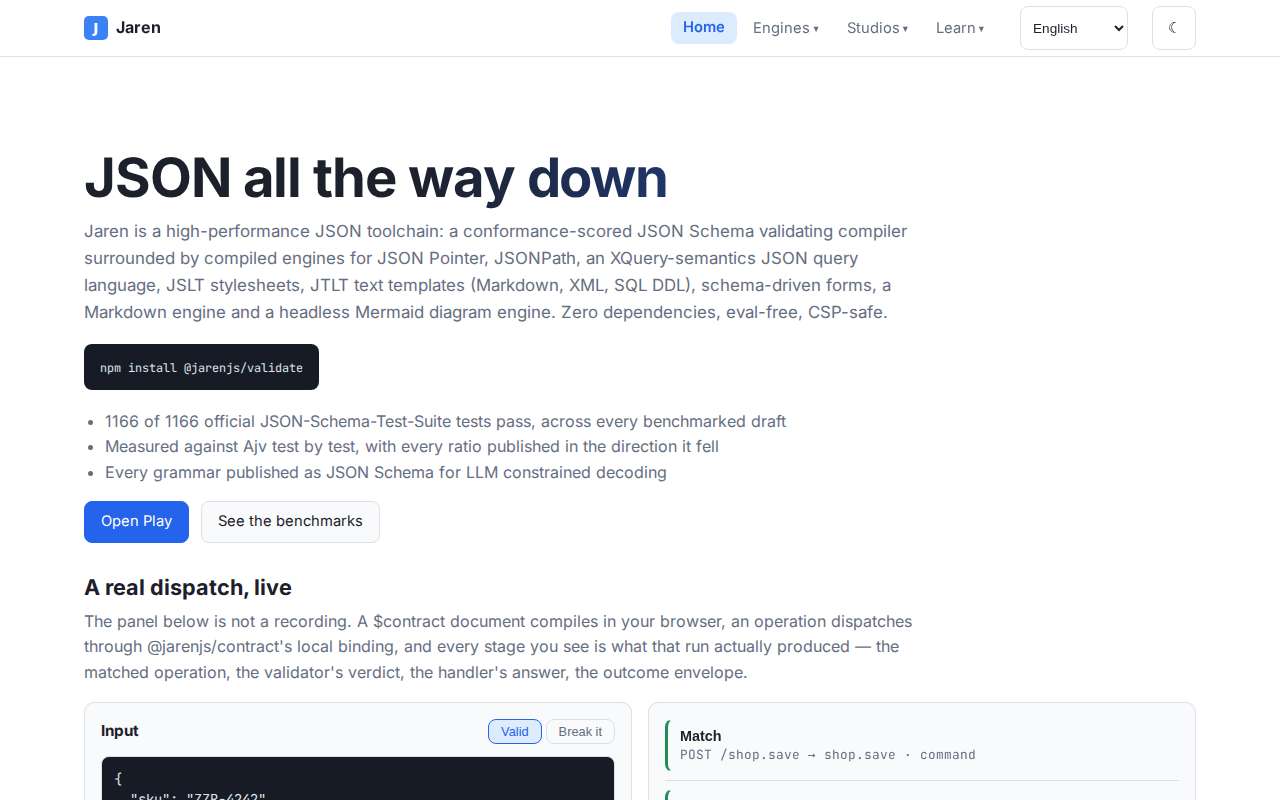 J Jaren
Home Engines ▾ Studios ▾ Learn ▾ English ☾
JSON all the way down
Jaren is a high-performance JSON toolchain: a conformance-scored JSON Schema validating compiler
surrounded by compiled engines for JSON Pointer, JSONPath, an XQuery-semantics JSON query
language, JSLT stylesheets, JTLT text templates (Markdown, XML, SQL DDL), schema-driven forms, a
Markdown engine and a headless Mermaid diagram engine. Zero dependencies, eval-free, CSP-safe.
npm install @jarenjs/validate
• 1166 of 1166 official JSON-Schema-Test-Suite tests pass, across every benchmarked draft
• Measured against Ajv test by test, with every ratio published in the direction it fell
• Every grammar published as JSON Schema for LLM constrained decoding
Open Play See the benchmarks
A real dispatch, live
The panel below is not a recording. A $contract document compiles in your browser, an operation dispatches
through @jarenjs/contract's local binding, and every stage you see is what that run actually produced — the
matched operation, the validator's verdict, the handler's answer, the outcome envelope.
Input Valid Break it
{
"sku": "ZZR-4242"
Match
POST /shop.save → shop.save · command